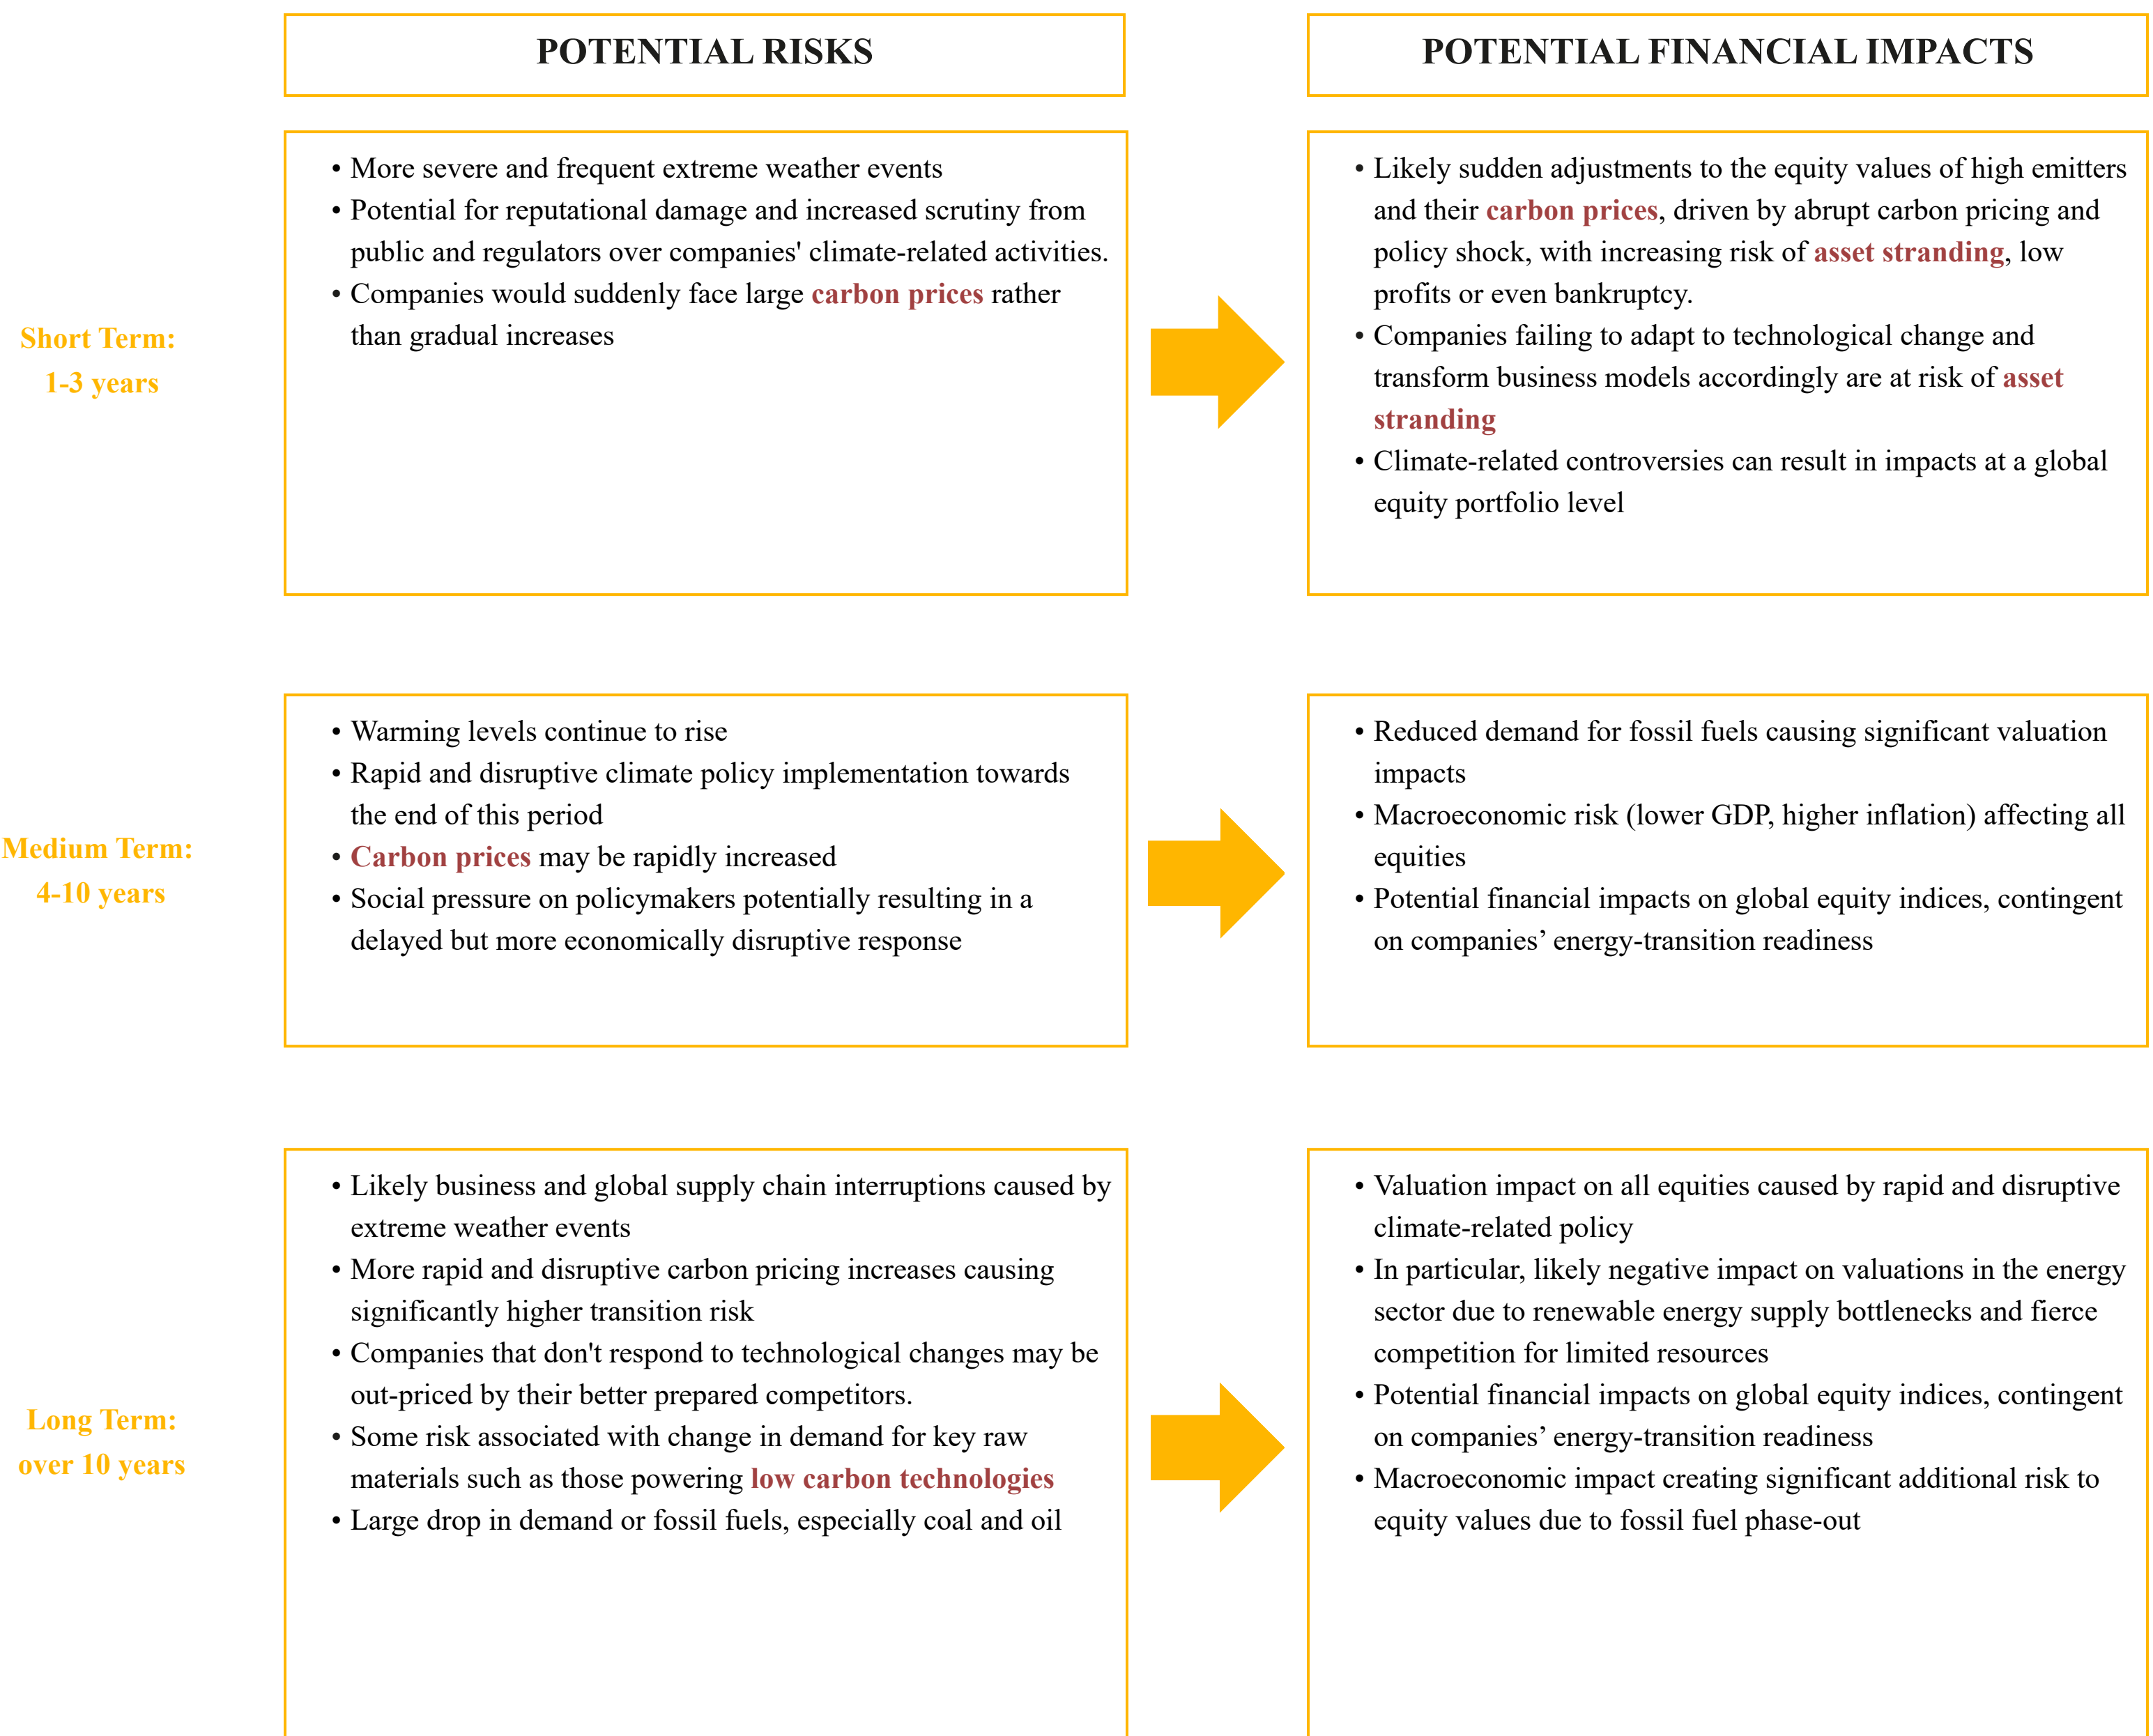 POTENTIAL RISKS
POTENTIAL FINANCIAL IMPACTS
Short Term:
1-3 years
• More severe and frequent extreme weather events
• Potential for reputational damage and increased scrutiny from
public and regulators over companies' climate-related activities.
• Companies would suddenly face large carbon prices rather
than gradual increases
• Likely sudden adjustments to the equity values of high emitters
and their carbon prices, driven by abrupt carbon pricing and
policy shock, with increasing risk of asset stranding, low
profits or even bankruptcy.
• Companies failing to adapt to technological change and
transform business models accordingly are at risk of asset
stranding
• Climate-related controversies can result in impacts at a global
equity portfolio level
Medium Term:
4-10 years
• Warming levels continue to rise
• Rapid and disruptive climate policy implementation towards
the end of this period
• Carbon prices may be rapidly increased
• Social pressure on policymakers potentially resulting in a
delayed but more economically disruptive response
• Reduced demand for fossil fuels causing significant valuation
impacts
• Macroeconomic risk (lower GDP, higher inflation) affecting all
equities
• Potential financial impacts on global equity indices, contingent
on companies’ energy-transition readiness
Long Term:
over 10 years
• Likely business and global supply chain interruptions caused by
extreme weather events
• More rapid and disruptive carbon pricing increases causing
significantly higher transition risk
• Companies that don't respond to technological changes may be
out-priced by their better prepared competitors.
• Some risk associated with change in demand for key raw
materials such as those powering low carbon technologies
• Large drop in demand or fossil fuels, especially coal and oil
• Valuation impact on all equities caused by rapid and disruptive
climate-related policy
• In particular, likely negative impact on valuations in the energy
sector due to renewable energy supply bottlenecks and fierce
competition for limited resources
• Potential financial impacts on global equity indices, contingent
on companies’ energy-transition readiness
• Macroeconomic impact creating significant additional risk to
equity values due to fossil fuel phase-out